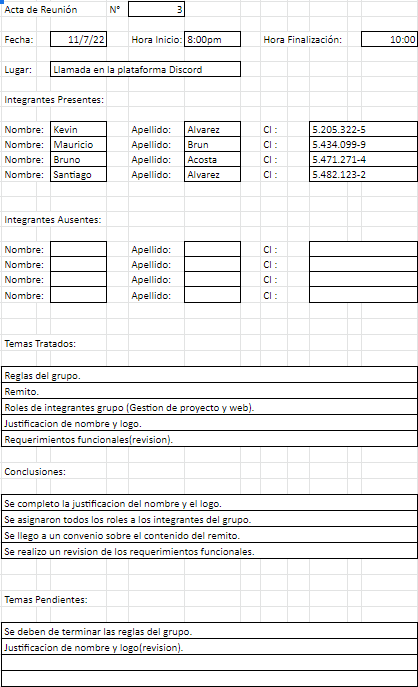 Acta de Reunión N° 3
Fecha: 11/7/22 Hora Inicio: 8:00pm Hora Finalización: 10:00
Lugar: Llamada en la plataforma Discord
Integrantes Presentes:
Nombre: Kevin Apellido: Alvarez CI : 5.205.322-5
Nombre: Mauricio Apellido: Brun CI : 5.434.099-9
Nombre: Bruno Apellido: Acosta CI : 5.471.271-4
Nombre: Santiago Apellido: Alvarez CI : 5.482.123-2
Integrantes Ausentes:
Nombre: Apellido: CI :
Nombre: Apellido: CI :
Nombre: Apellido: CI :
Nombre: Apellido: CI :
Temas Tratados:
Reglas del grupo.
Remito.
Roles de integrantes grupo (Gestion de proyecto y web).
Justificacion de nombre y logo.
Requerimientos funcionales(revision).
Conclusiones:
Se completo la justificacion del nombre y el logo.
Se asignaron todos los roles a los integrantes del grupo.
Se llego a un convenio sobre el contenido del remito.
Se realizo un revision de los requerimientos funcionales.
Temas Pendientes:
Se deben de terminar las reglas del grupo.
Justificacion de nombre y logo(revision).